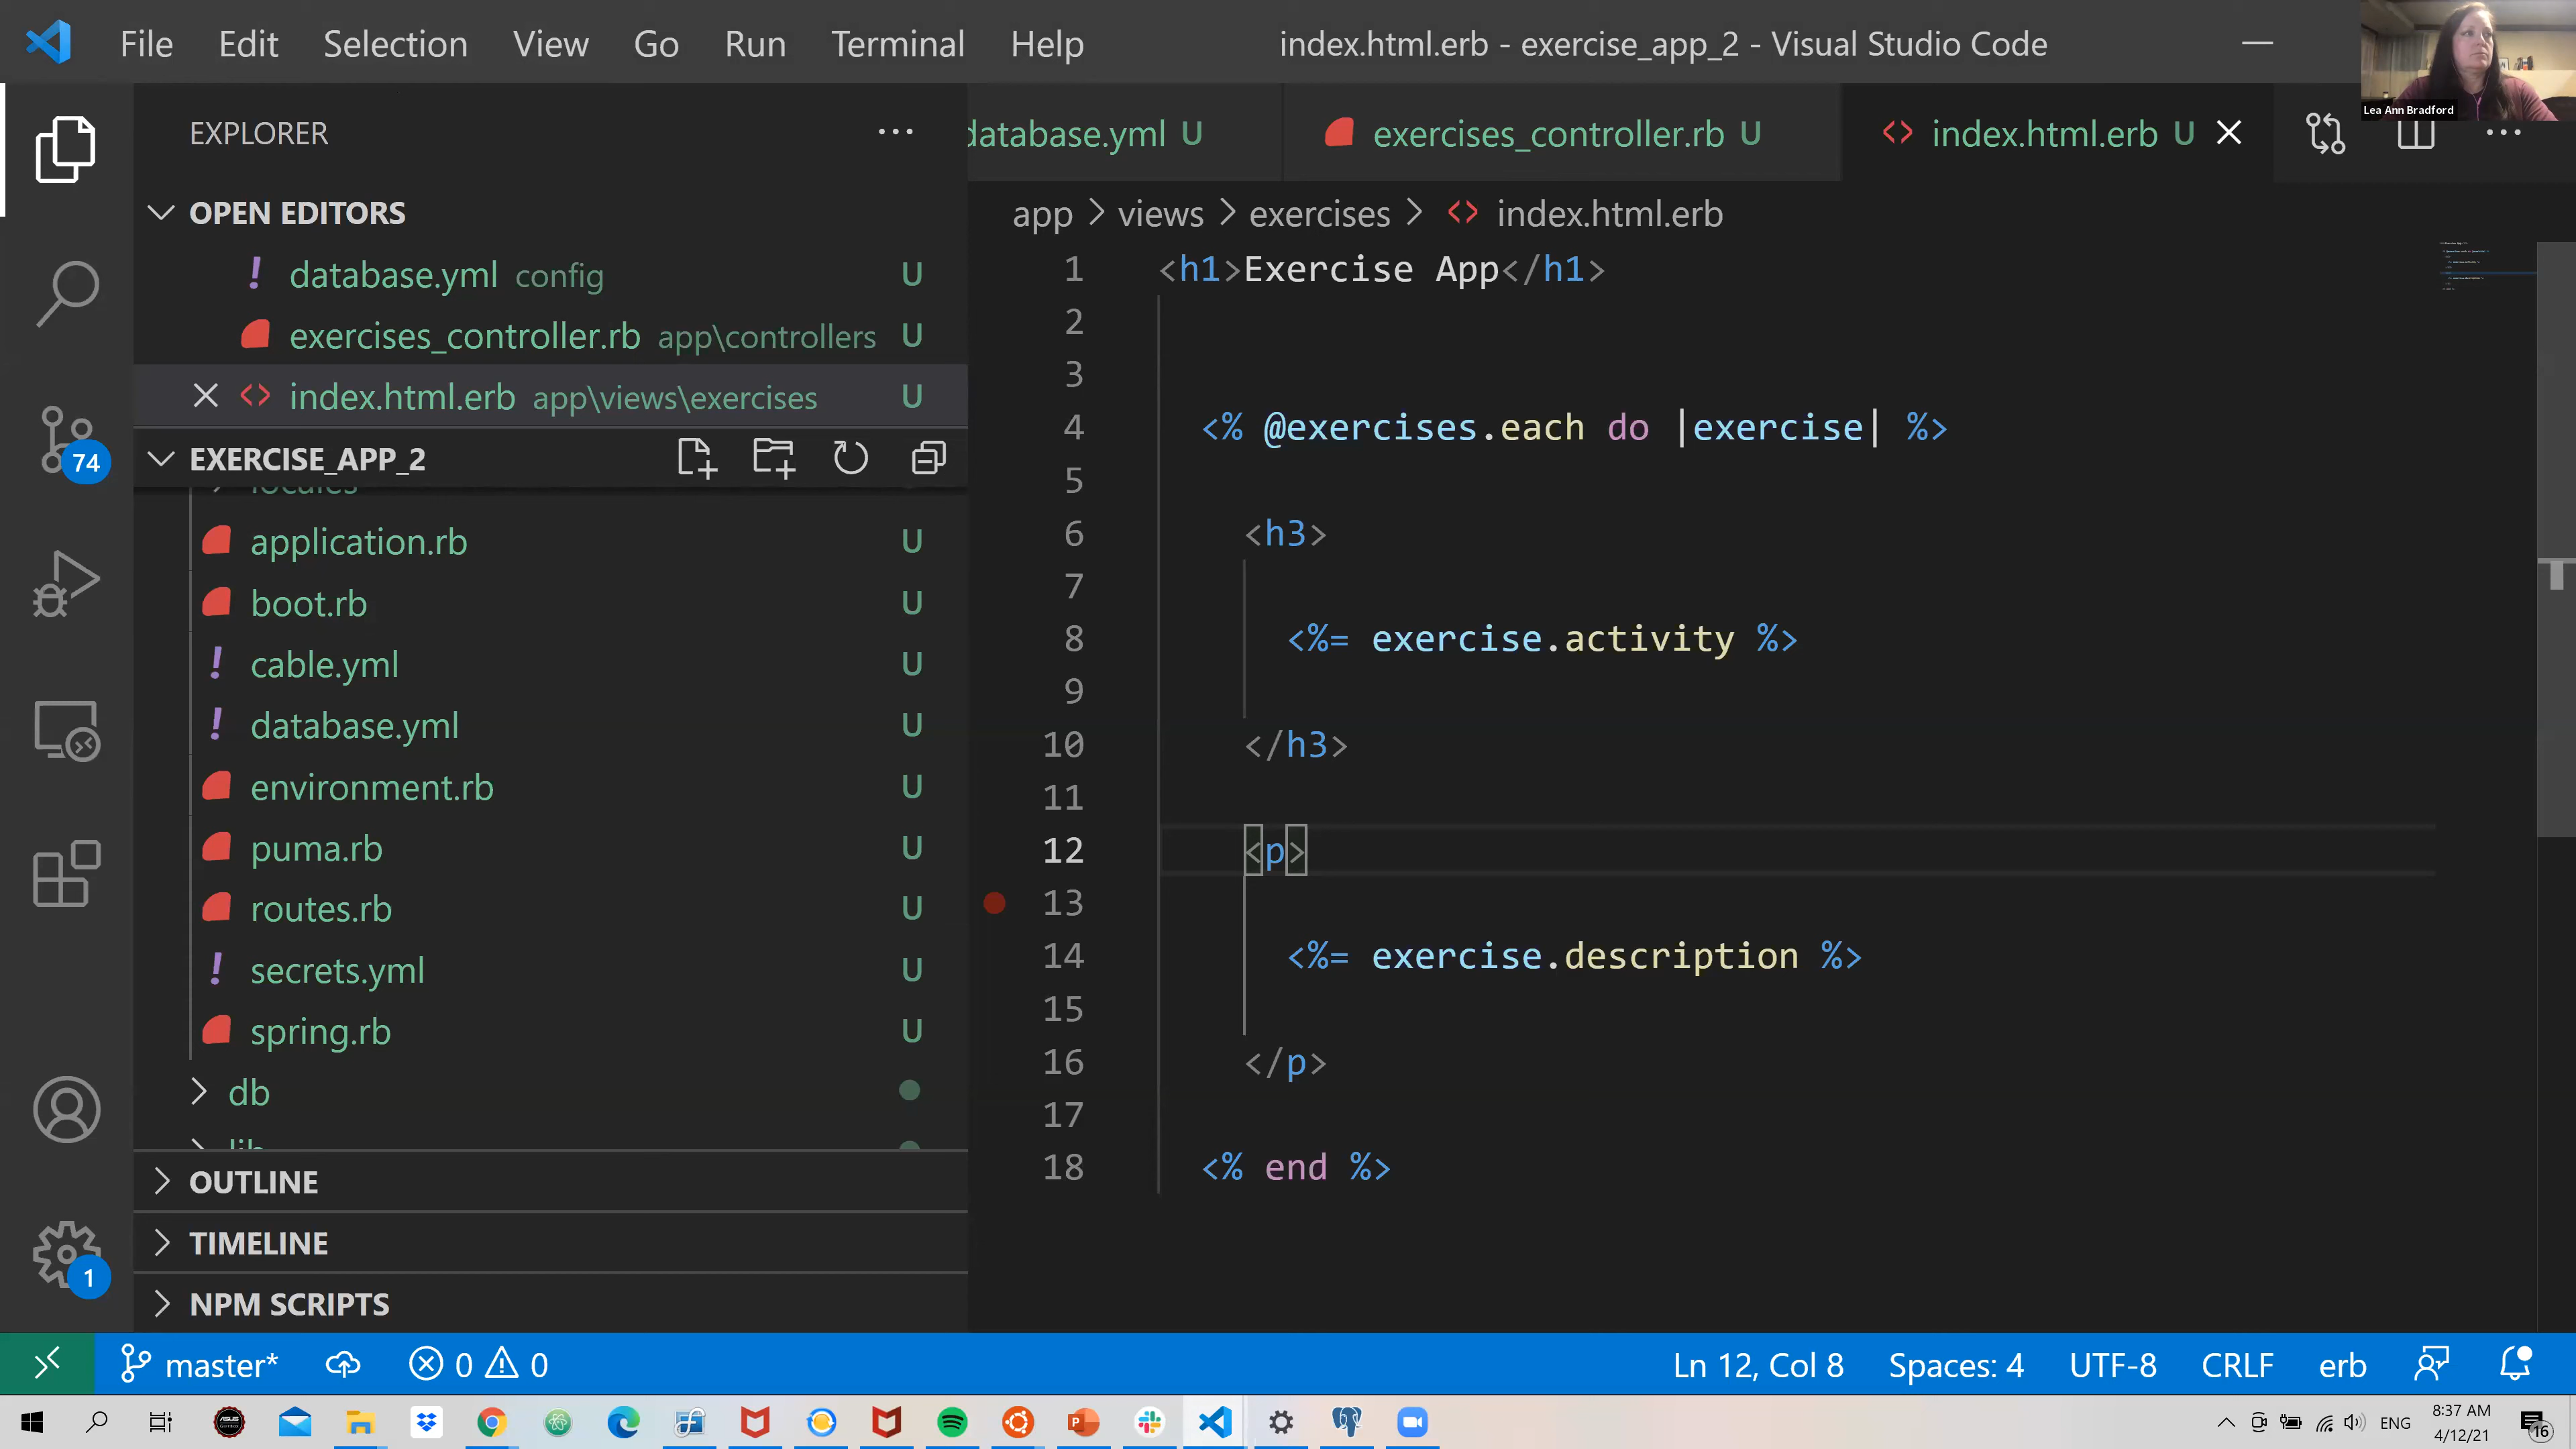 File Edit Selection View Go Run Terminal Help
index.html.erb - exercise_app_2 - Visual Studio Code
Lea Ann Bradford
EXPLORER
database.yml U
exercises_controller.rb U
index.html.erb U
OPEN EDITORS
app > views > exercises > index.html.erb
database.yml config U
exercises_controller.rb app\controllers U
index.html.erb app\views\exercises U
EXERCISE_APP_2
locales
application.rb U
boot.rb U
cable.yml U
database.yml U
environment.rb U
puma.rb U
routes.rb U
secrets.yml U
spring.rb U
db
lib
OUTLINE
TIMELINE
NPM SCRIPTS
74
1
1 <h1>Exercise App</h1>
2
3
4 <% @exercises.each do |exercise| %>
5
6 <h3>
7
8 <%= exercise.activity %>
9
10 </h3>
11
12 <p>
13
14 <%= exercise.description %>
15
16 </p>
17
18 <% end %>
master* 0 0
Ln 12, Col 8 Spaces: 4 UTF-8 CRLF erb
ENG
8:37 AM
4/12/21
16